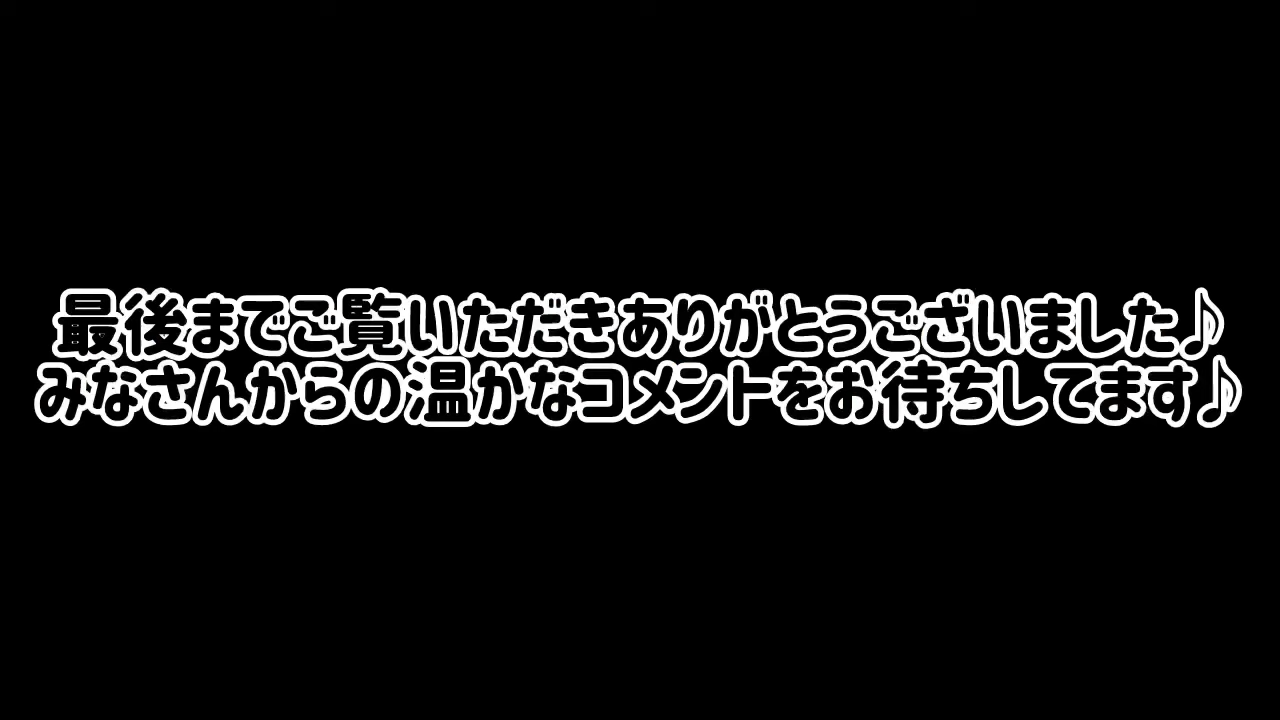 最後までご覧いただきありがとうございました♪
みなさんからの温かなコメントをお待ちしてます♪